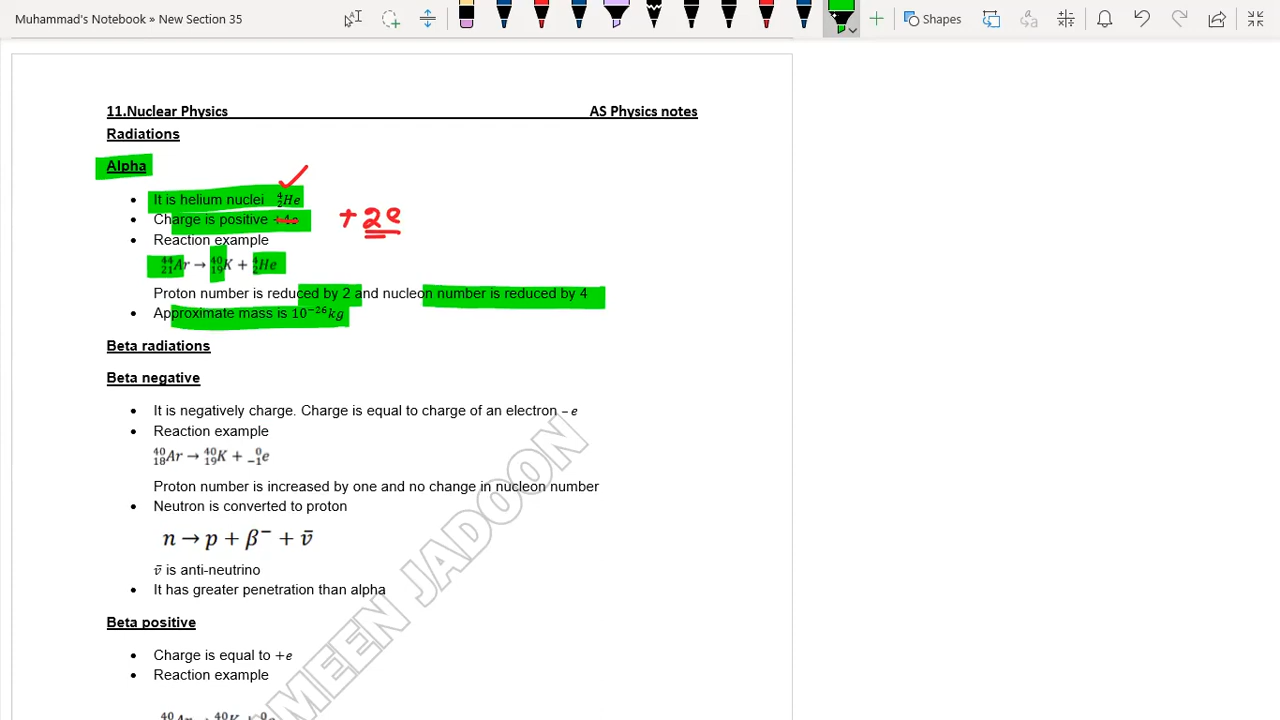 Muhammad's Notebook » New Section 35
Shapes
11.Nuclear Physics AS Physics notes
Radiations
Alpha
• It is helium nuclei ⁴₂He
• Charge is positive +4e +2e
• Reaction example
⁴⁴₂₁Ar → ⁴⁰₁₉K + ⁴₂He
Proton number is reduced by 2 and nucleon number is reduced by 4
• Approximate mass is 10⁻²⁶kg
Beta radiations
Beta negative
• It is negatively charge. Charge is equal to charge of an electron – e
• Reaction example
⁴⁰₁₈Ar → ⁴⁰₁₉K + ⁰₋₁e
Proton number is increased by one and no change in nucleon number
• Neutron is converted to proton
n → p + β⁻ + v̄
v̄ is anti-neutrino
• It has greater penetration than alpha
Beta positive
• Charge is equal to +e
• Reaction example
MEEN JADOON